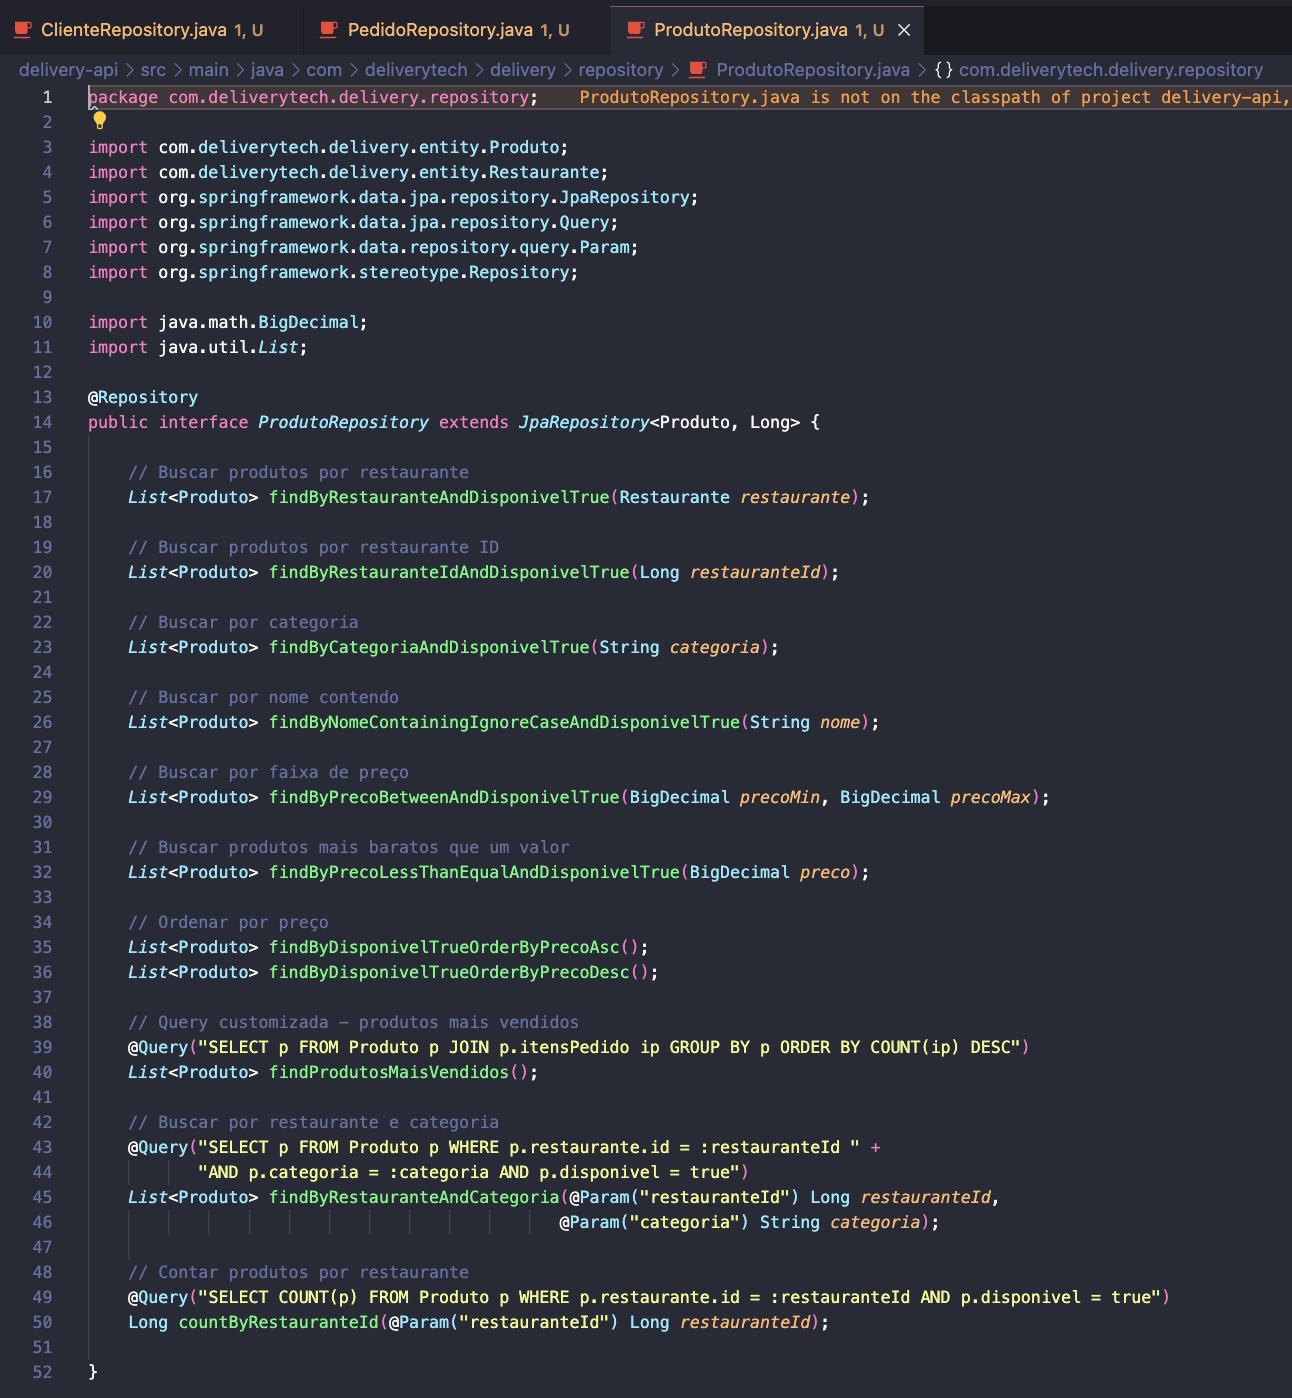 ClienteRepository.java 1, U
PedidoRepository.java 1, U
ProdutoRepository.java 1, U
delivery-api > src > main > java > com > deliverytech > delivery > repository > ProdutoRepository.java > {} com.deliverytech.delivery.repository
1 package com.deliverytech.delivery.repository; ProdutoRepository.java is not on the classpath of project delivery-api,
2
3 import com.deliverytech.delivery.entity.Produto;
4 import com.deliverytech.delivery.entity.Restaurante;
5 import org.springframework.data.jpa.repository.JpaRepository;
6 import org.springframework.data.jpa.repository.Query;
7 import org.springframework.data.repository.query.Param;
8 import org.springframework.stereotype.Repository;
9
10 import java.math.BigDecimal;
11 import java.util.List;
12
13 @Repository
14 public interface ProdutoRepository extends JpaRepository<Produto, Long> {
15
16 // Buscar produtos por restaurante
17 List<Produto> findByRestauranteAndDisponivelTrue(Restaurante restaurante);
18
19 // Buscar produtos por restaurante ID
20 List<Produto> findByRestauranteIdAndDisponivelTrue(Long restauranteId);
21
22 // Buscar por categoria
23 List<Produto> findByCategoriaAndDisponivelTrue(String categoria);
24
25 // Buscar por nome contendo
26 List<Produto> findByNomeContainingIgnoreCaseAndDisponivelTrue(String nome);
27
28 // Buscar por faixa de preço
29 List<Produto> findByPrecoBetweenAndDisponivelTrue(BigDecimal precoMin, BigDecimal precoMax);
30
31 // Buscar produtos mais baratos que um valor
32 List<Produto> findByPrecoLessThanEqualAndDisponivelTrue(BigDecimal preco);
33
34 // Ordenar por preço
35 List<Produto> findByDisponivelTrueOrderByPrecoAsc();
36 List<Produto> findByDisponivelTrueOrderByPrecoDesc();
37
38 // Query customizada – produtos mais vendidos
39 @Query("SELECT p FROM Produto p JOIN p.itensPedido ip GROUP BY p ORDER BY COUNT(ip) DESC")
40 List<Produto> findProdutosMaisVendidos();
41
42 // Buscar por restaurante e categoria
43 @Query("SELECT p FROM Produto p WHERE p.restaurante.id = :restauranteId " +
44 "AND p.categoria = :categoria AND p.disponivel = true")
45 List<Produto> findByRestauranteAndCategoria(@Param("restauranteId") Long restauranteId,
46 @Param("categoria") String categoria);
47
48 // Contar produtos por restaurante
49 @Query("SELECT COUNT(p) FROM Produto p WHERE p.restaurante.id = :restauranteId AND p.disponivel = true")
50 Long countByRestauranteId(@Param("restauranteId") Long restauranteId);
51
52 }